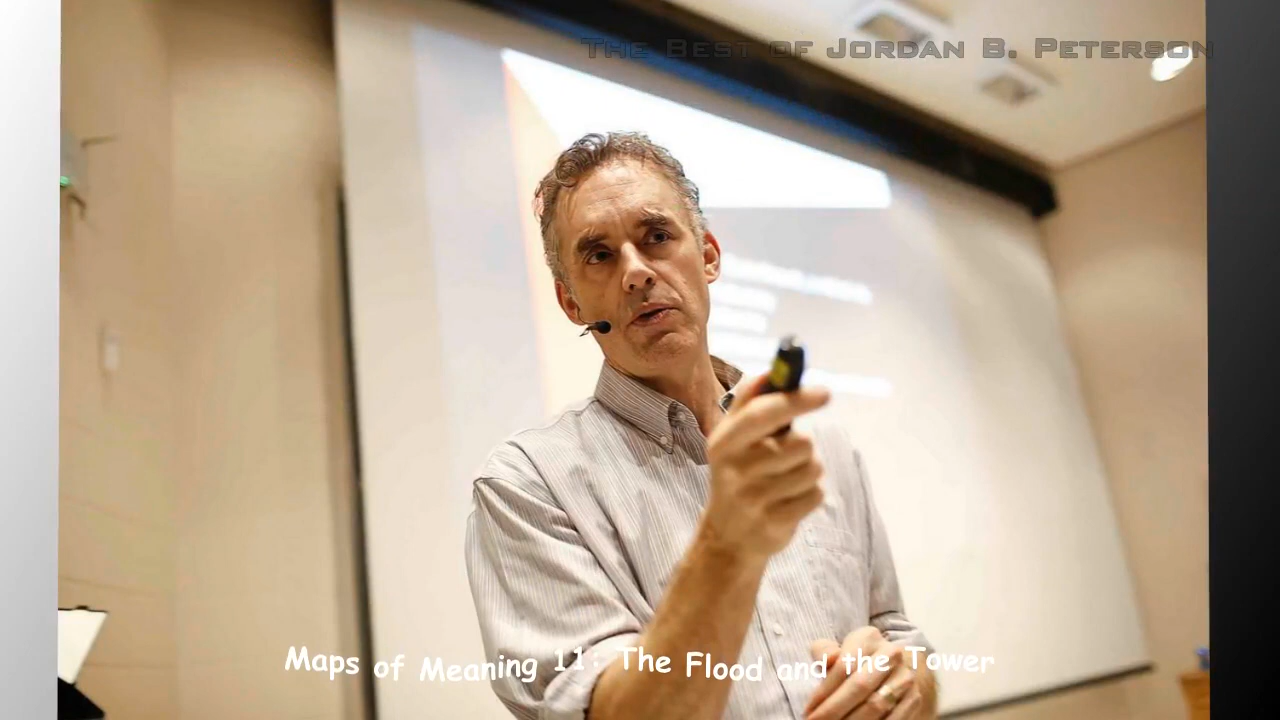 The Best of Jordan B. Peterson
Maps of Meaning 11: The Flood and the Tower